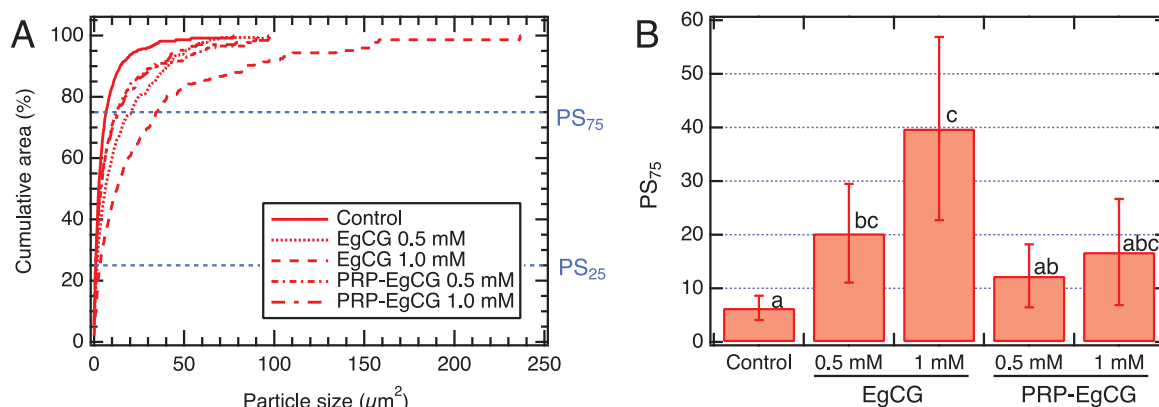 A
Cumulative area (%)
100
80
60
40
20
0
PS75
PS25
Control
EgCG 0.5 mM
EgCG 1.0 mM
PRP-EgCG 0.5 mM
PRP-EgCG 1.0 mM
0 50 100 150 200 250
Particle size (μm²)
B
PS75
60
50
40
30
20
10
0
a
bc
c
ab
abc
Control 0.5 mM 1 mM 0.5 mM 1 mM
EgCG PRP-EgCG